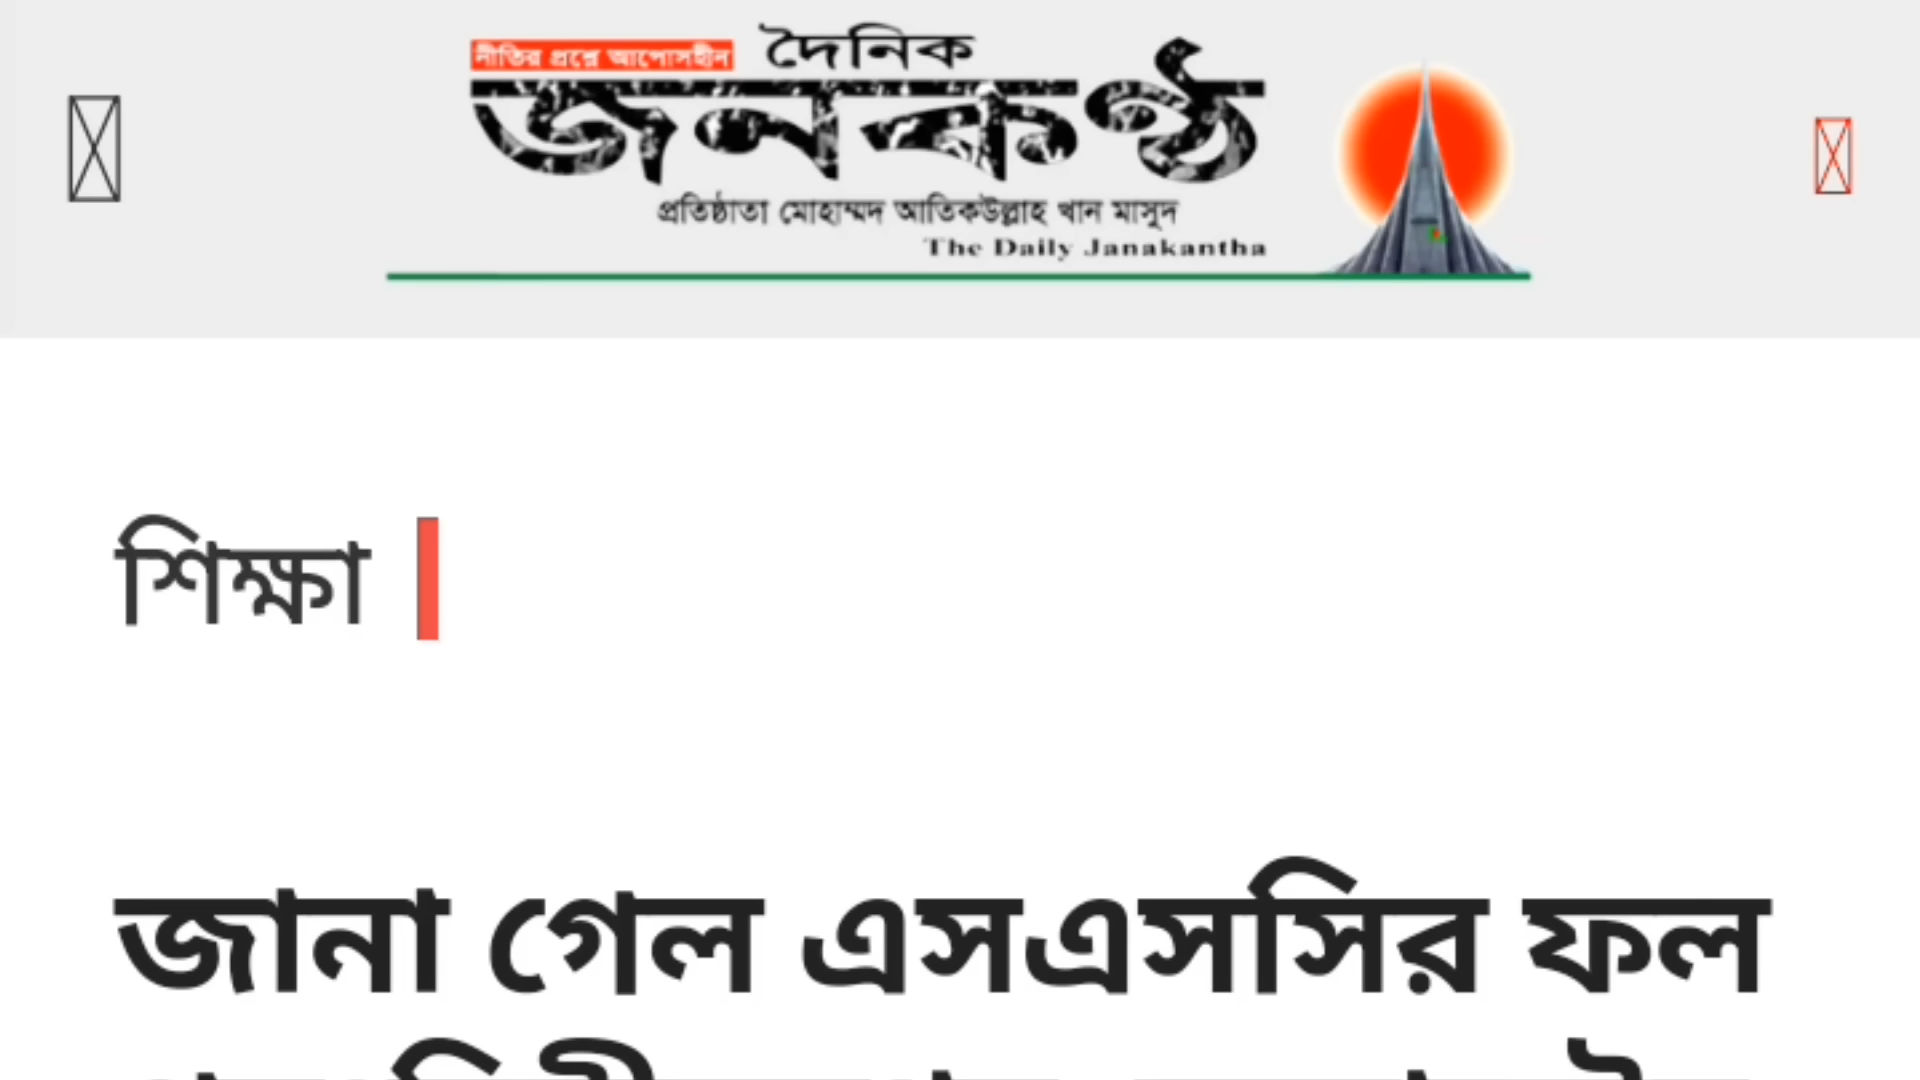 নীতির প্রশ্নে আপোসহীন
দৈনিক
জনকণ্ঠ
প্রতিষ্ঠাতা মোহাম্মদ আতিকউল্লাহ খান মাসুদ
The Daily Janakantha
শিক্ষা
জানা গেল এসএসসির ফল